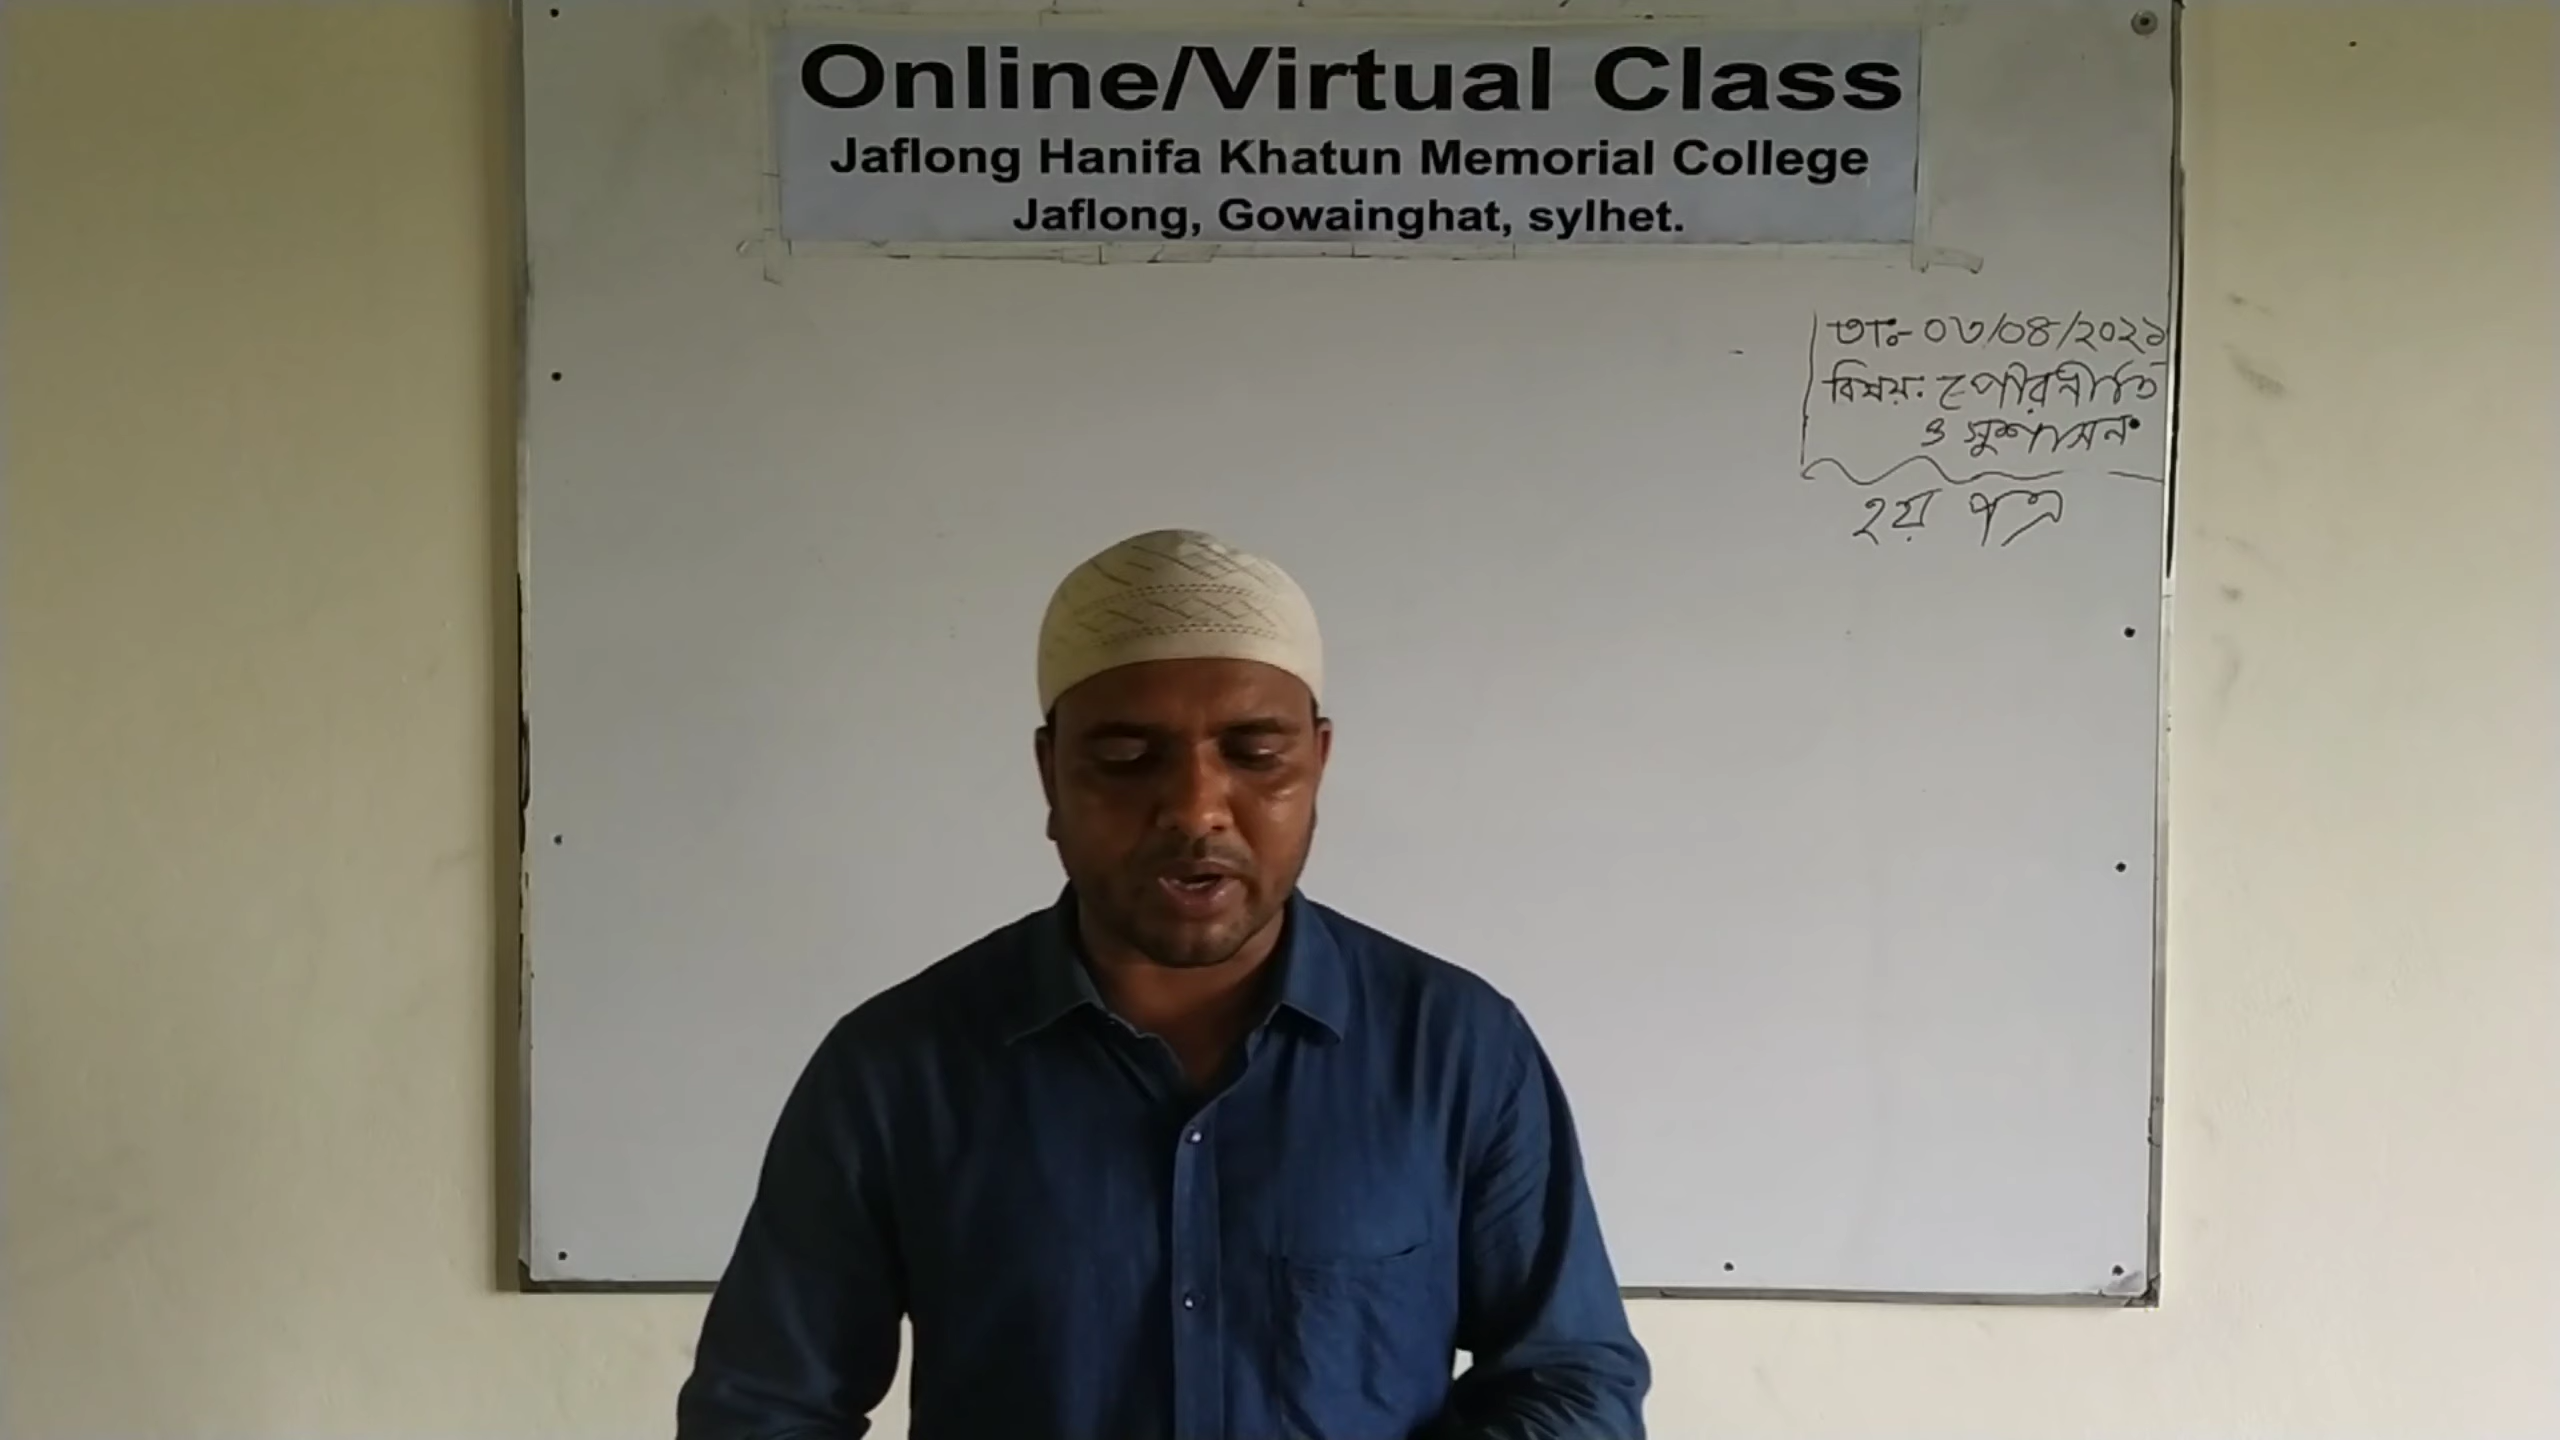 Online/Virtual Class
Jaflong Hanifa Khatun Memorial College
Jaflong, Gowainghat, sylhet.
তাং- ০৩/০৪/২০২১
বিষয়: পৌরনীতি
ও সুশাসন
২য় পত্র